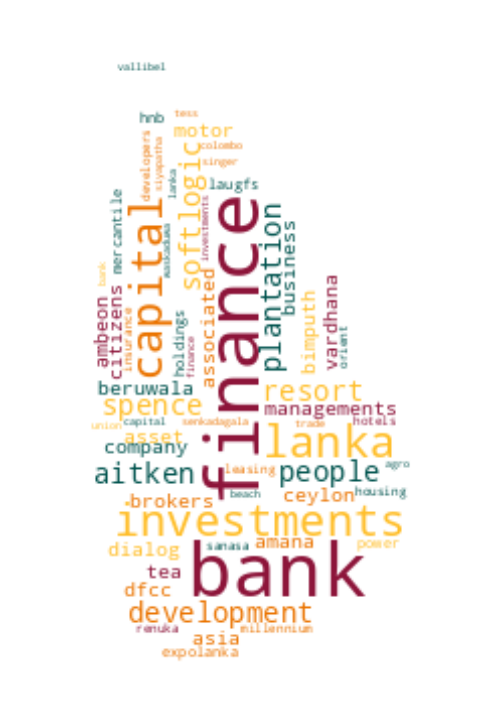 vallibel
hnb
tess
motor
colombo
singer
developers
siyapatha
lanka
softlogic
laugfs
investments
mercantile
capital
waskaduwa
finance
plantation
business
bank
citizens
ambeon
insurance
holdings
finance
associated
bimputh
vardhana
orient
beruwala
spence
resort
managements
union
capital
senkadagala
trade
hotels
asset
company
lanka
aitken
leasing
people
agro
brokers
beach
ceylon
housing
investments
dialog
sanasa
amana
power
tea
bank
dfcc
development
renuka
millennium
asia
expolanka